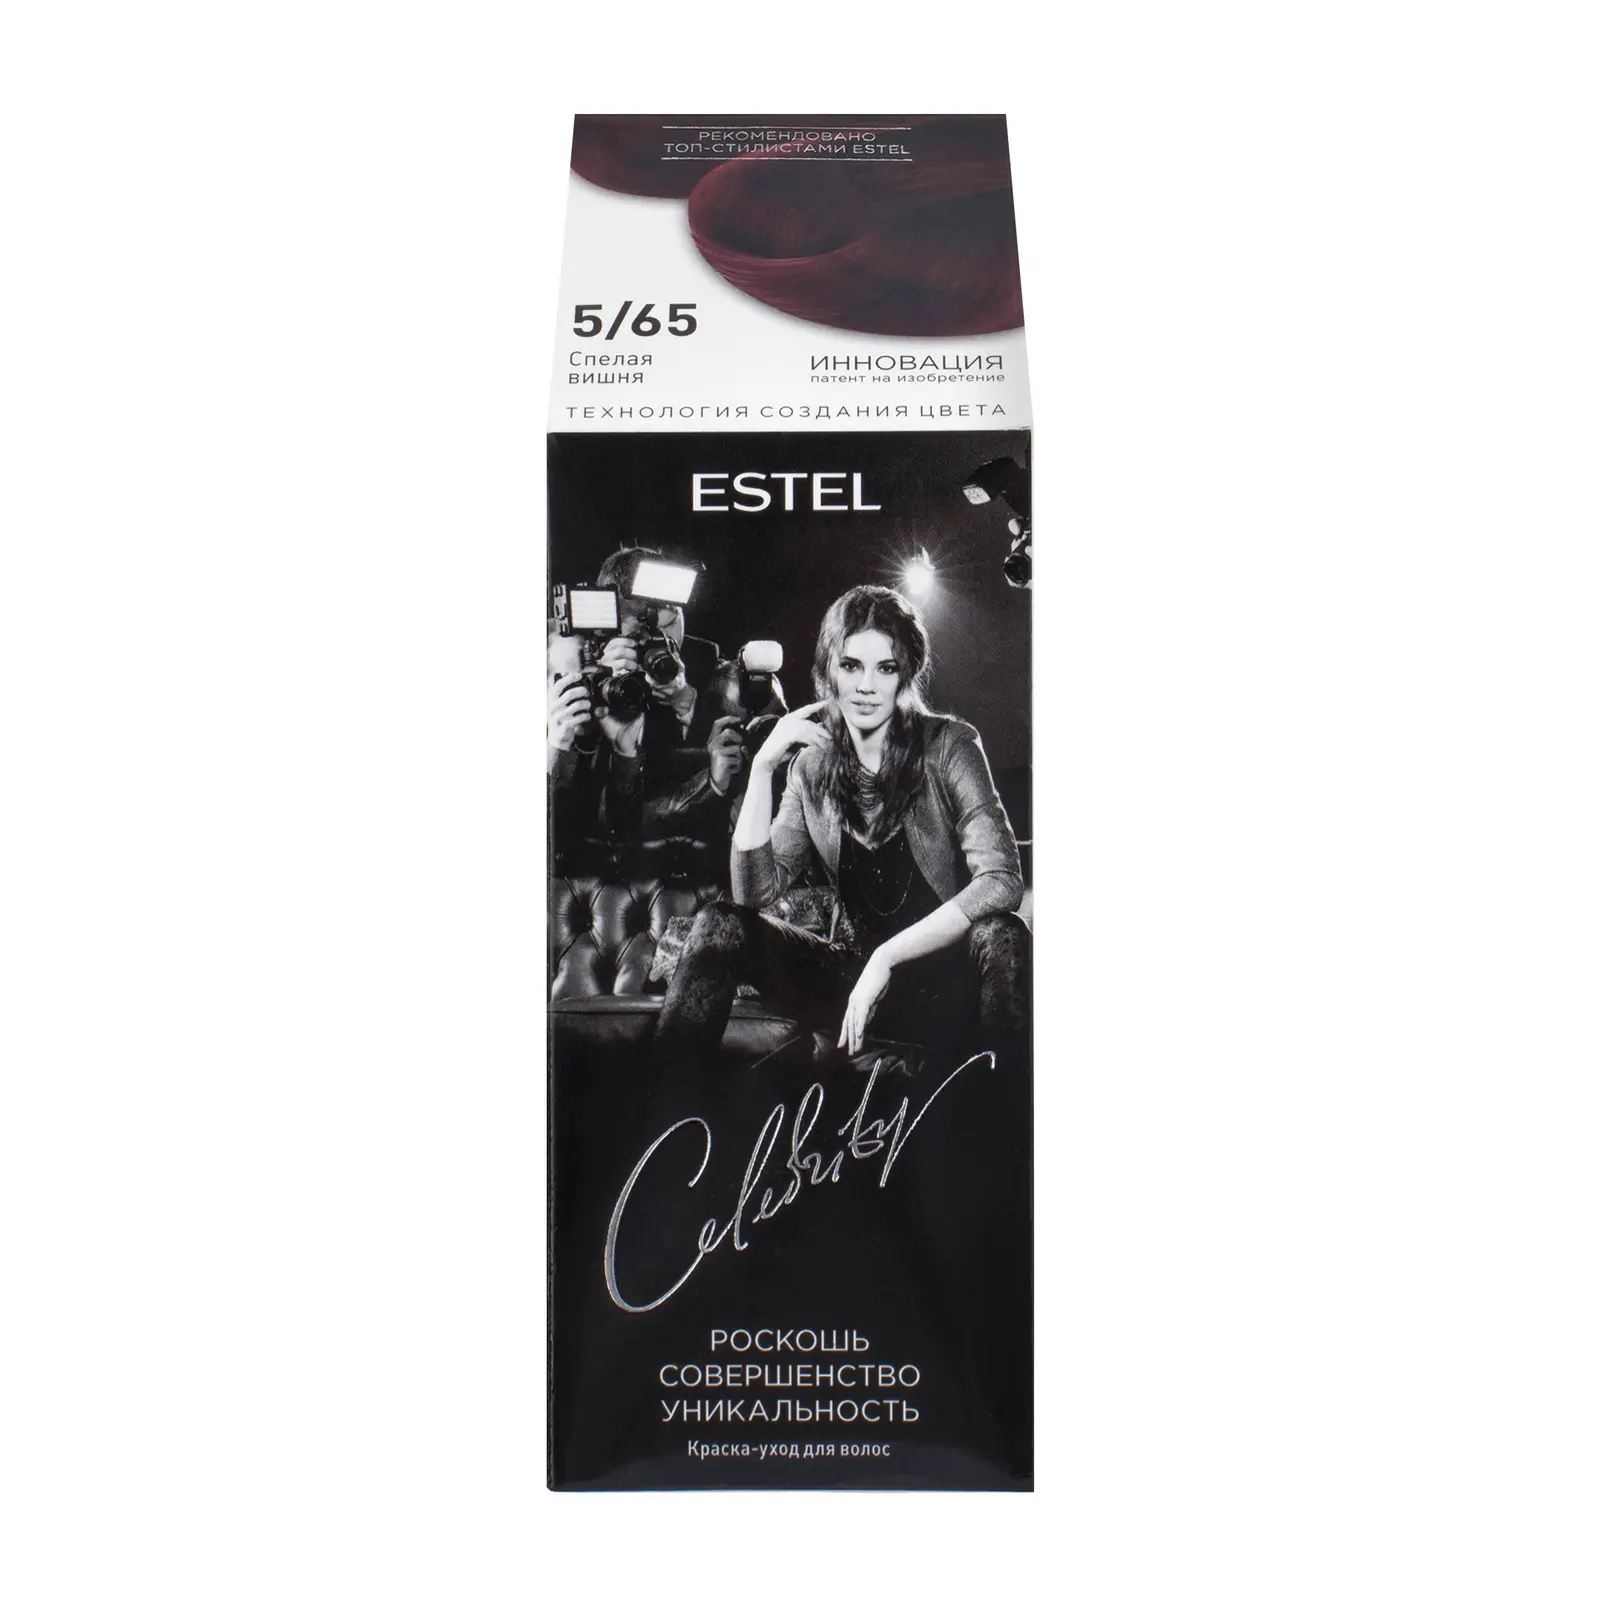 РЕКОМЕНДОВАНО
ТОП-СТИЛИСТАМИ ESTEL
5/65
Спелая
вишня
ИННОВАЦИЯ
патент на изобретение
ТЕХНОЛОГИЯ СОЗДАНИЯ ЦВЕТА
ESTEL
Celebrity
РОСКОШЬ
СОВЕРШЕНСТВО
УНИКАЛЬНОСТЬ
Краска-уход для волос